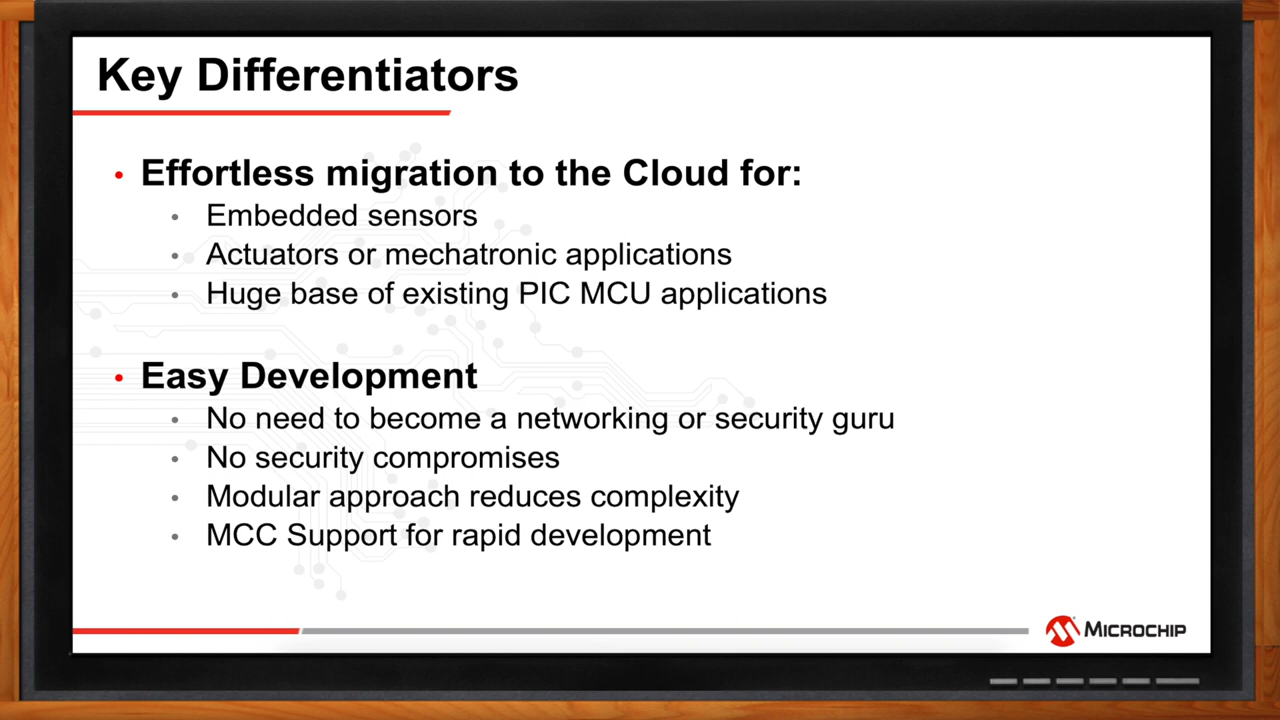 Key Differentiators
• Effortless migration to the Cloud for:
• Embedded sensors
• Actuators or mechatronic applications
• Huge base of existing PIC MCU applications
• Easy Development
• No need to become a networking or security guru
• No security compromises
• Modular approach reduces complexity
• MCC Support for rapid development
MICROCHIP